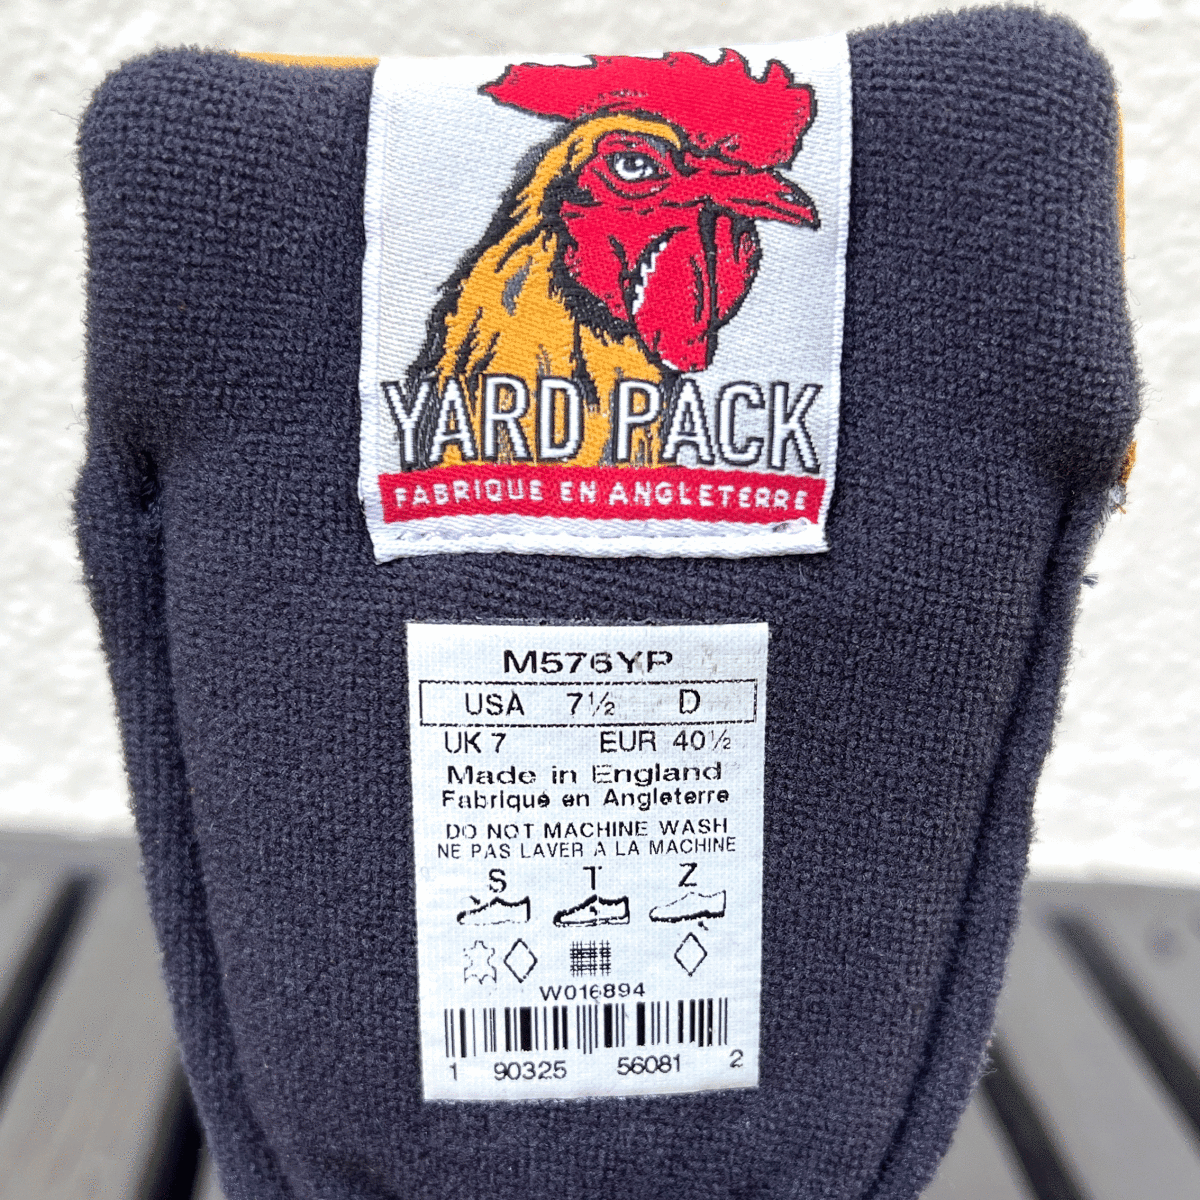 YARD PACK
FABRIQUE EN ANGLETERRE
M576YP
USA 7½ D
UK 7 EUR 40½
Made in England
Fabriqué en Angleterre
DO NOT MACHINE WASH
NE PAS LAVER A LA MACHINE
S T Z
W016894
1 90325 56081 2